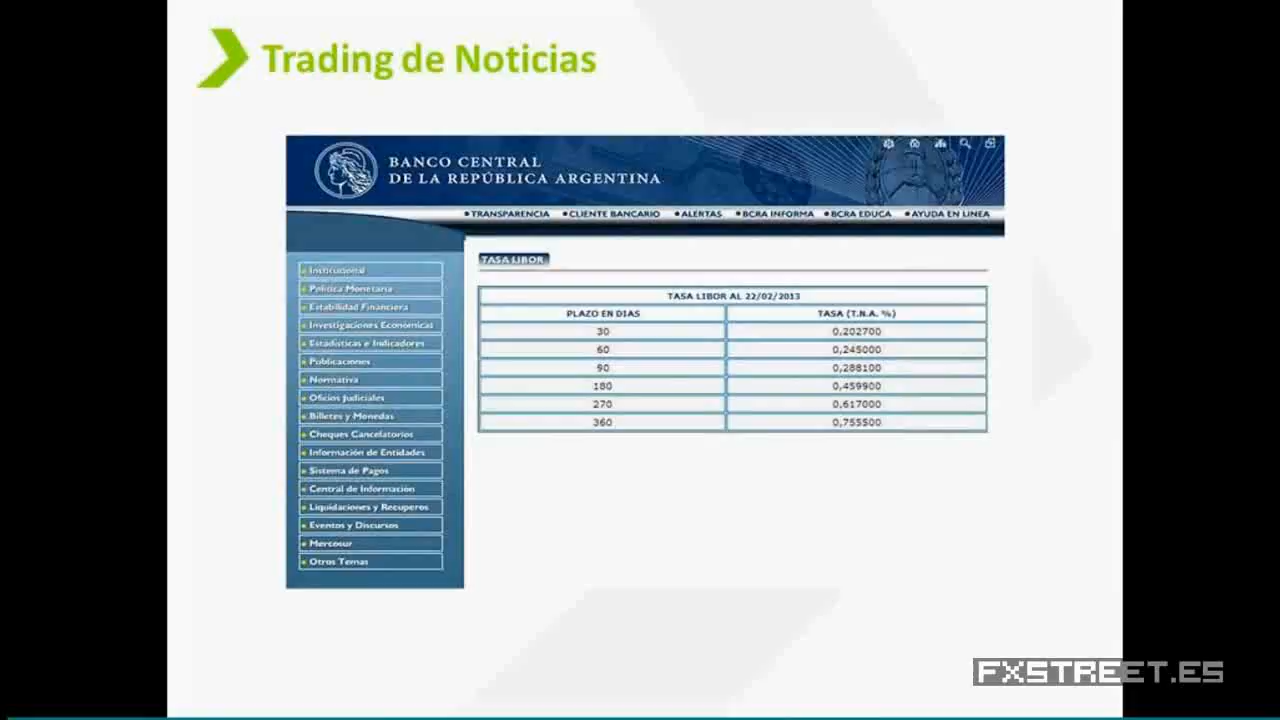 Trading de Noticias
BANCO CENTRAL
DE LA REPÚBLICA ARGENTINA
TRANSPARENCIA CLIENTE BANCARIO ALERTAS BCRA INFORMA BCRA EDUCA AYUDA EN LINEA
Institucional
Política Monetaria
Estabilidad Financiera
Investigaciones Económicas
Estadísticas e Indicadores
Publicaciones
Normativa
Oficios Judiciales
Billetes y Monedas
Cheques Cancelatorios
Información de Entidades
Sistema de Pagos
Central de Información
Liquidaciones y Recuperos
Eventos y Discursos
Mercosur
Otros Temas
TASA LIBOR
TASA LIBOR AL 22/02/2013
PLAZO EN DIAS TASA (T.N.A. %)
30 0,202700
60 0,245000
90 0,288100
180 0,459900
270 0,617000
360 0,755500
FXSTREET.ES